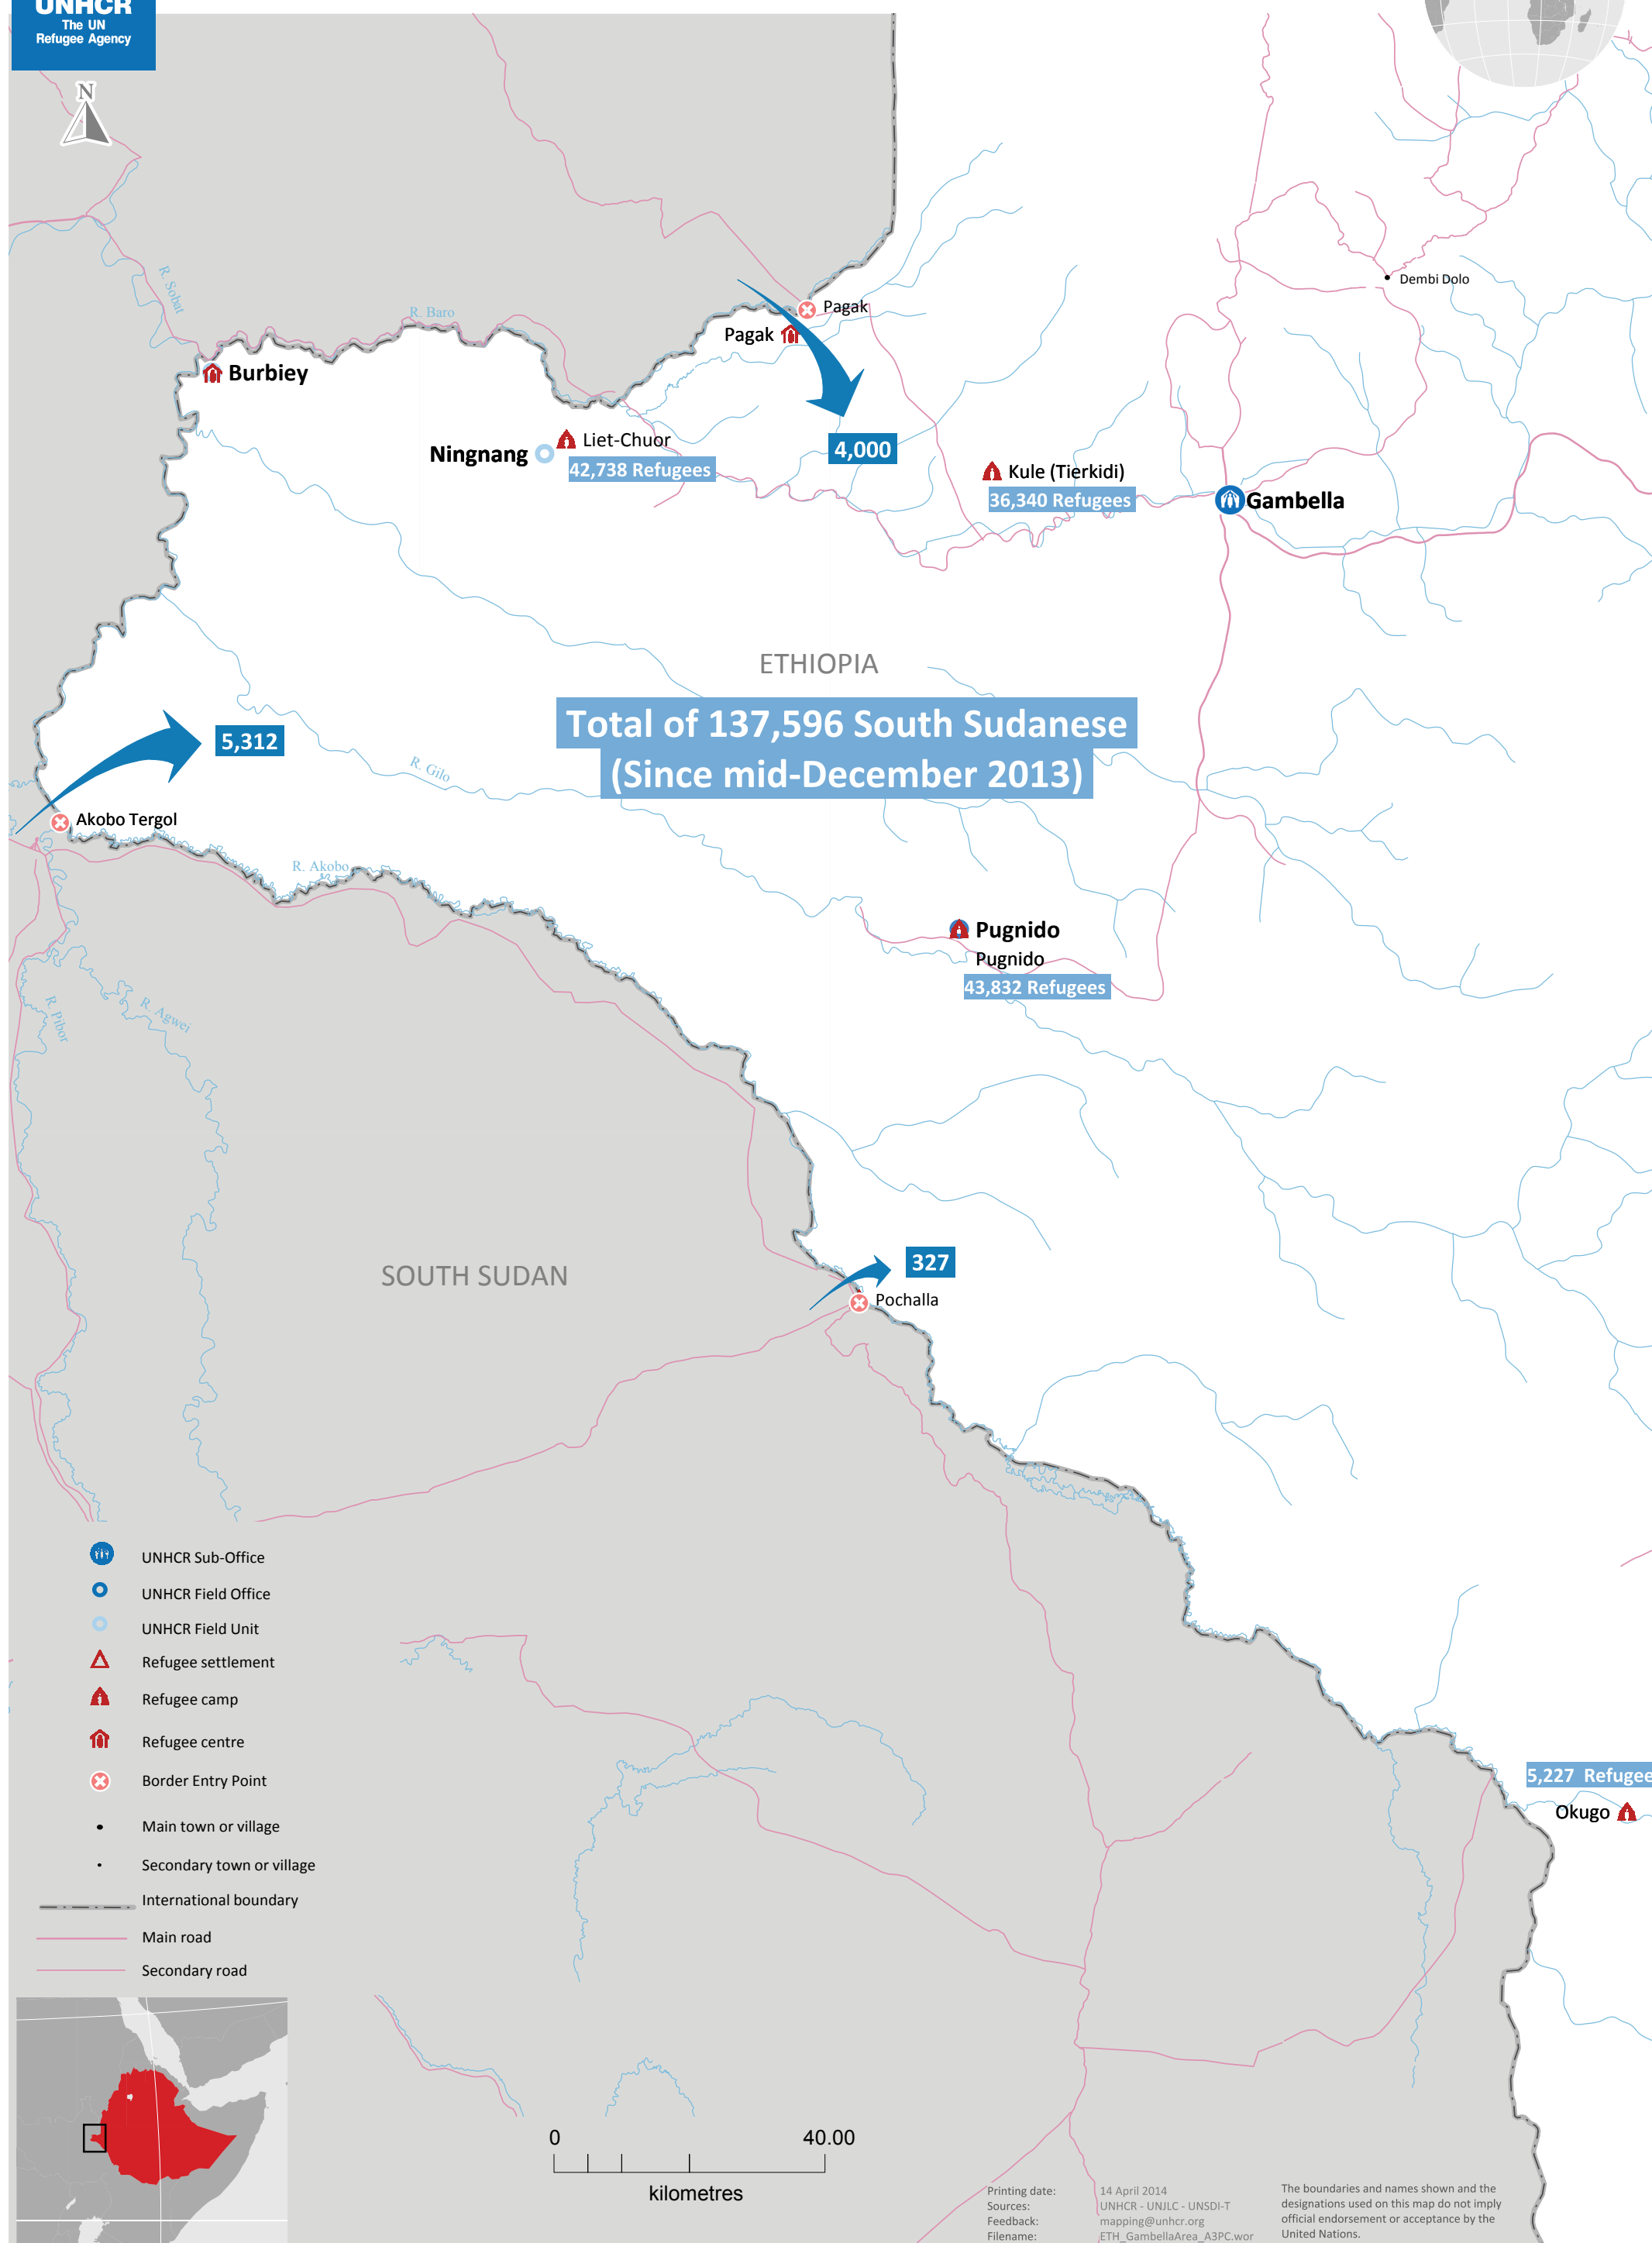 UNHCR
The UN
Refugee Agency
N
R. Sobat
R. Baro
Pagak
Pagak
Dembi Dolo
Burbiey
Liet-Chuor
Ningnang
42,738 Refugees
4,000
Kule (Tierkidi)
36,340 Refugees
Gambella
ETHIOPIA
Total of 137,596 South Sudanese
(Since mid-December 2013)
5,312
R. Gilo
Akobo Tergol
R. Akobo
Pugnido
Pugnido
43,832 Refugees
R. Pibor
R. Agwei
327
SOUTH SUDAN
Pochalla
UNHCR Sub-Office
UNHCR Field Office
UNHCR Field Unit
Refugee settlement
Refugee camp
Refugee centre
Border Entry Point
Main town or village
Secondary town or village
International boundary
Main road
Secondary road
5,227 Refugee
Okugo
0 40.00
kilometres
Printing date: 14 April 2014
Sources: UNHCR - UNJLC - UNSDI-T
Feedback: mapping@unhcr.org
Filename: ETH_GambellaArea_A3PC.wor
The boundaries and names shown and the
designations used on this map do not imply
official endorsement or acceptance by the
United Nations.